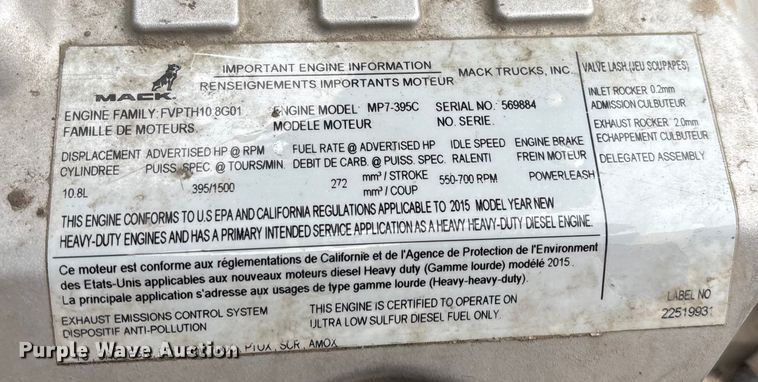 IMPORTANT ENGINE INFORMATION
RENSEIGNEMENTS IMPORTANTS MOTEUR
MACK TRUCKS, INC.
MACK
ENGINE FAMILY: FVPTH10.8G01
FAMILLE DE MOTEURS.
ENGINE MODEL: MP7-395C
MODELE MOTEUR
SERIAL NO: 569884
NO. SERIE.
DISPLACEMENT
CYLINDREE
10.8L
ADVERTISED HP @ RPM
PUISS. SPEC @ TOURS/MIN.
395/1500
FUEL RATE @ ADVERTISED HP
DEBIT DE CARB. @ PUISS. SPEC.
272
mm³ / STROKE
mm³ / COUP
IDLE SPEED
RALENTI
550-700 RPM
ENGINE BRAKE
FREIN MOTEUR
POWERLEASH
VALVE LASH.(JEU SOUPAPES)
INLET ROCKER 0.2mm
ADMISSION CULBUTEUR
EXHAUST ROCKER 2.0mm
ECHAPPEMENT CULBUTEUR
DELEGATED ASSEMBLY
THIS ENGINE CONFORMS TO U.S EPA AND CALIFORNIA REGULATIONS APPLICABLE TO 2015 MODEL YEAR NEW
HEAVY-DUTY ENGINES AND HAS A PRIMARY INTENDED SERVICE APPLICATION AS A HEAVY HEAVY-DUTY DIESEL ENGINE.
Ce moteur est conforme aux réglementations de Californie et de l'Agence de Protection de l'Environment
des Etats-Unis applicables aux nouveaux moteurs diesel Heavy duty (Gamme lourde) modélé 2015.
La principale application s'adresse aux usages de type gamme lourde (Heavy-heavy-duty).
EXHAUST EMISSIONS CONTROL SYSTEM
DISPOSITIF ANTI-POLLUTION
THIS ENGINE IS CERTIFIED TO OPERATE ON
ULTRA LOW SULFUR DIESEL FUEL ONLY.
LABEL NO
22519931
PTOX, SCR, AMOX
Purple Wave Auction